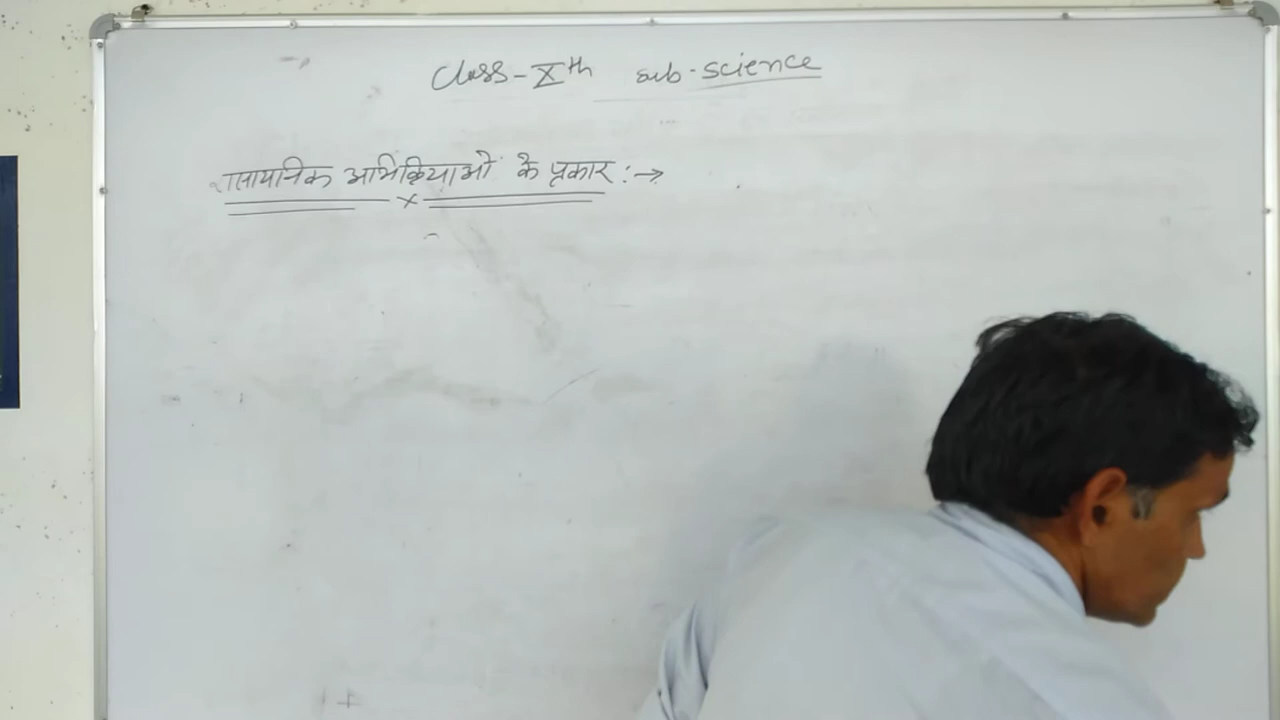 Class-Xth sub-science
रासायनिक अभिक्रियाओं के प्रकार :→